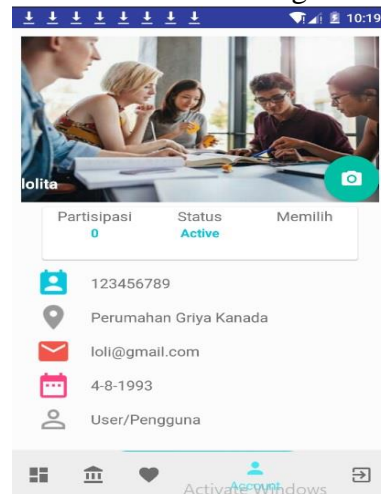 10:19
lolita
Partisipasi Status Memilih
0 Active
123456789
Perumahan Griya Kanada
loli@gmail.com
4-8-1993
User/Pengguna
Account
Activate Windows